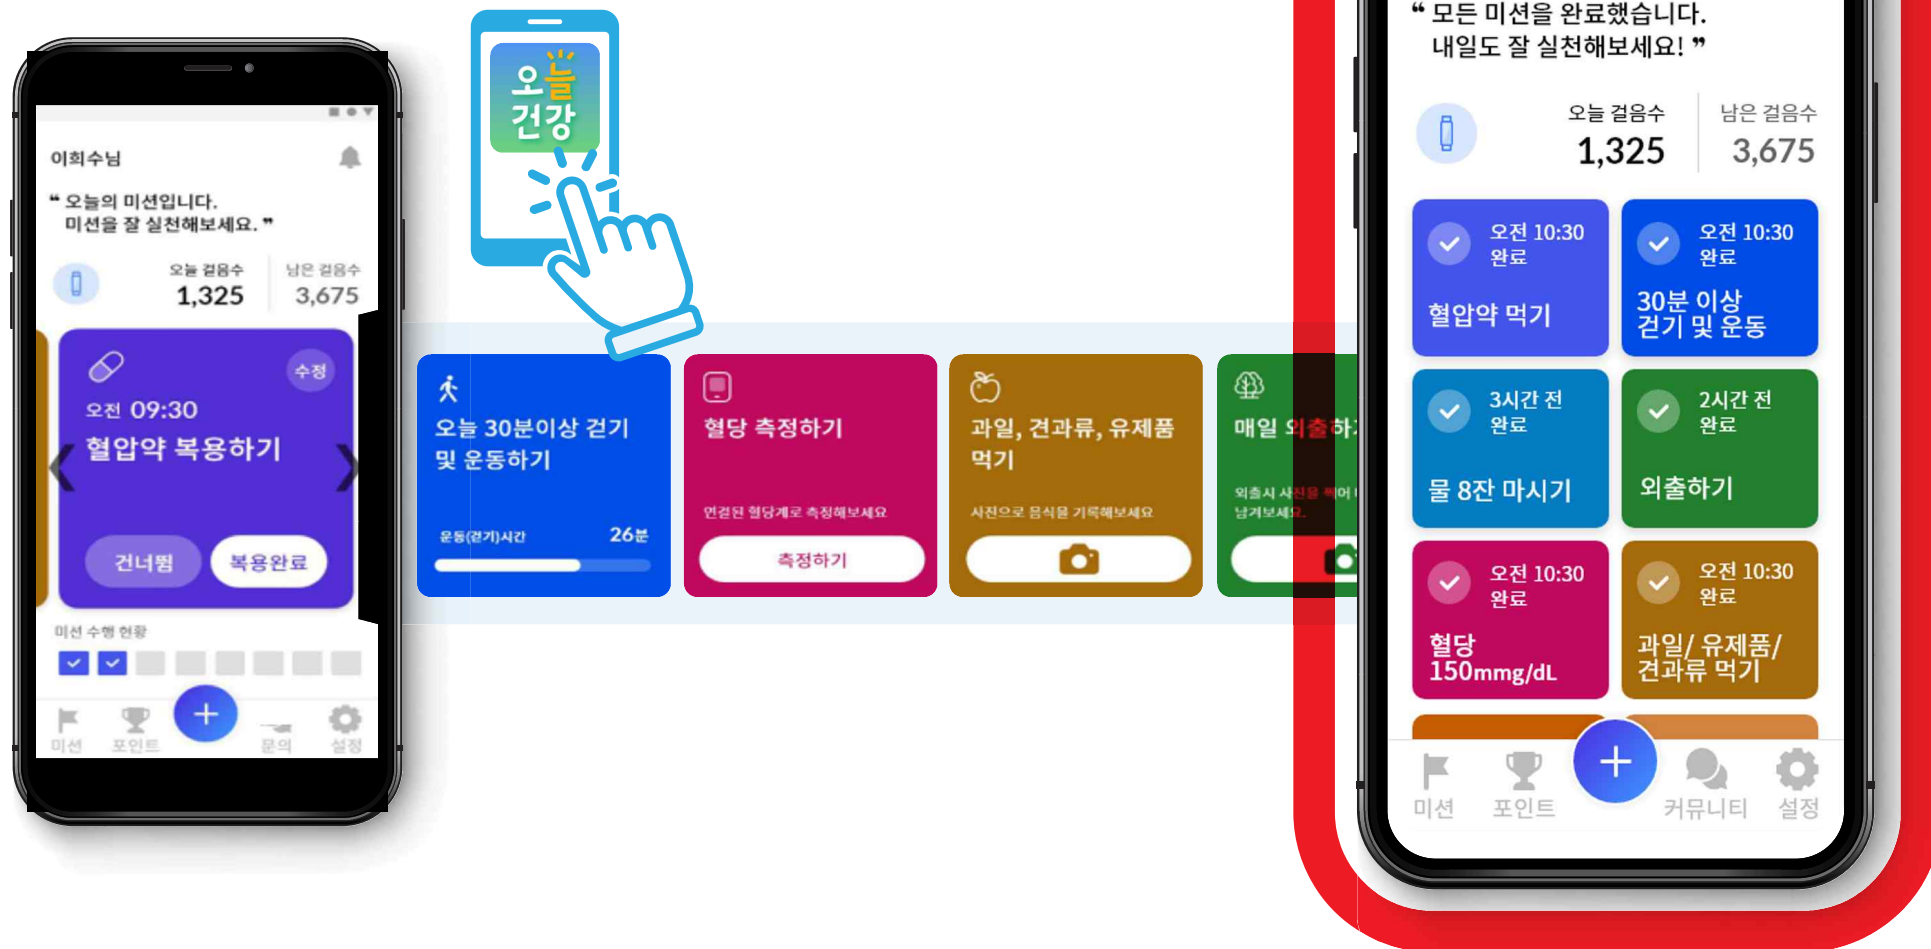 이희수님
❝ 오늘의 미션입니다.
미션을 잘 실천해보세요. ❞
오늘 걸음수
1,325
남은 걸음수
3,675
수정
오전 09:30
혈압약 복용하기
건너뜀
복용완료
미션 수행 현황
미션
포인트
문의
설정
오늘
건강
오늘 30분이상 걷기
및 운동하기
운동(걷기)시간
26분
혈당 측정하기
연결된 혈당계로 측정해보세요
측정하기
과일, 견과류, 유제품
먹기
사진으로 음식을 기록해보세요
매일 외출하
외출시 사진을 찍어
남겨보세요.
❝ 모든 미션을 완료했습니다.
내일도 잘 실천해보세요! ❞
오늘 걸음수
1,325
남은 걸음수
3,675
오전 10:30
완료
혈압약 먹기
오전 10:30
완료
30분 이상
걷기 및 운동
3시간 전
완료
물 8잔 마시기
2시간 전
완료
외출하기
오전 10:30
완료
혈당
150mmg/dL
오전 10:30
완료
과일/ 유제품/
견과류 먹기
미션
포인트
커뮤니티
설정